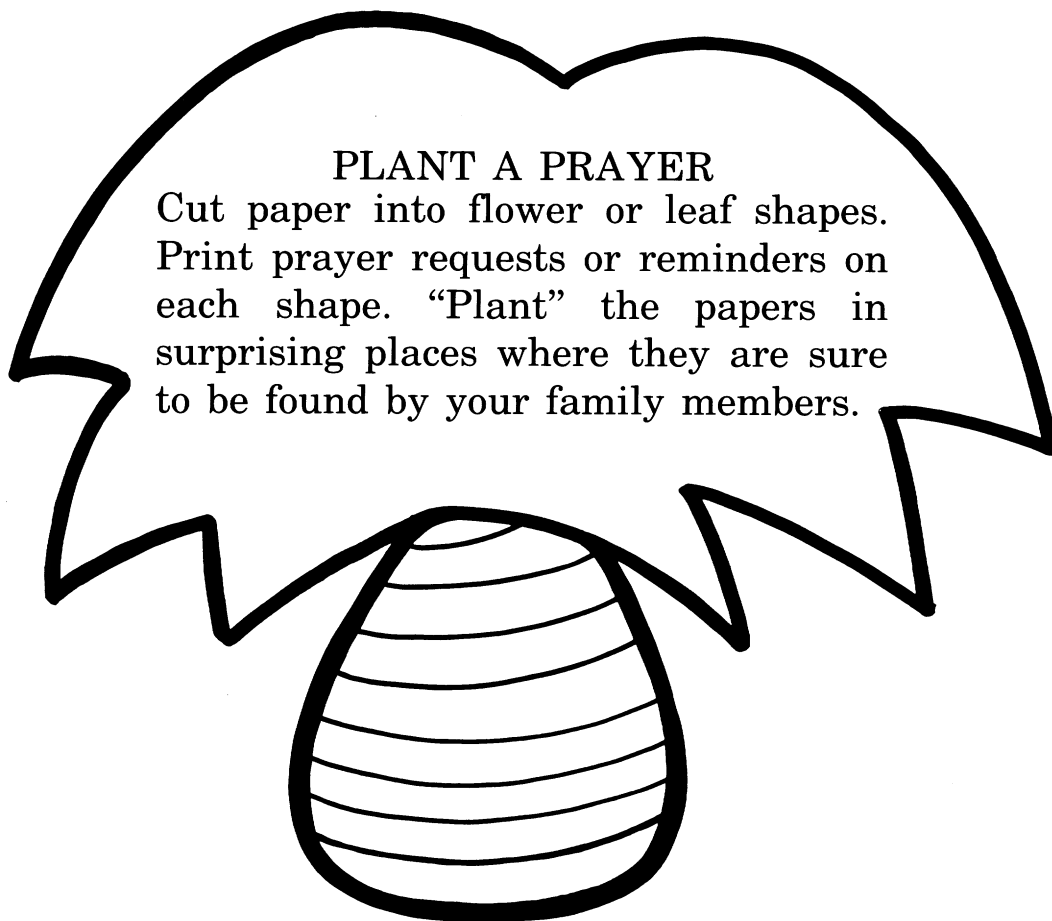 PLANT A PRAYER
Cut paper into flower or leaf shapes.
Print prayer requests or reminders on
each shape. “Plant” the papers in
surprising places where they are sure
to be found by your family members.